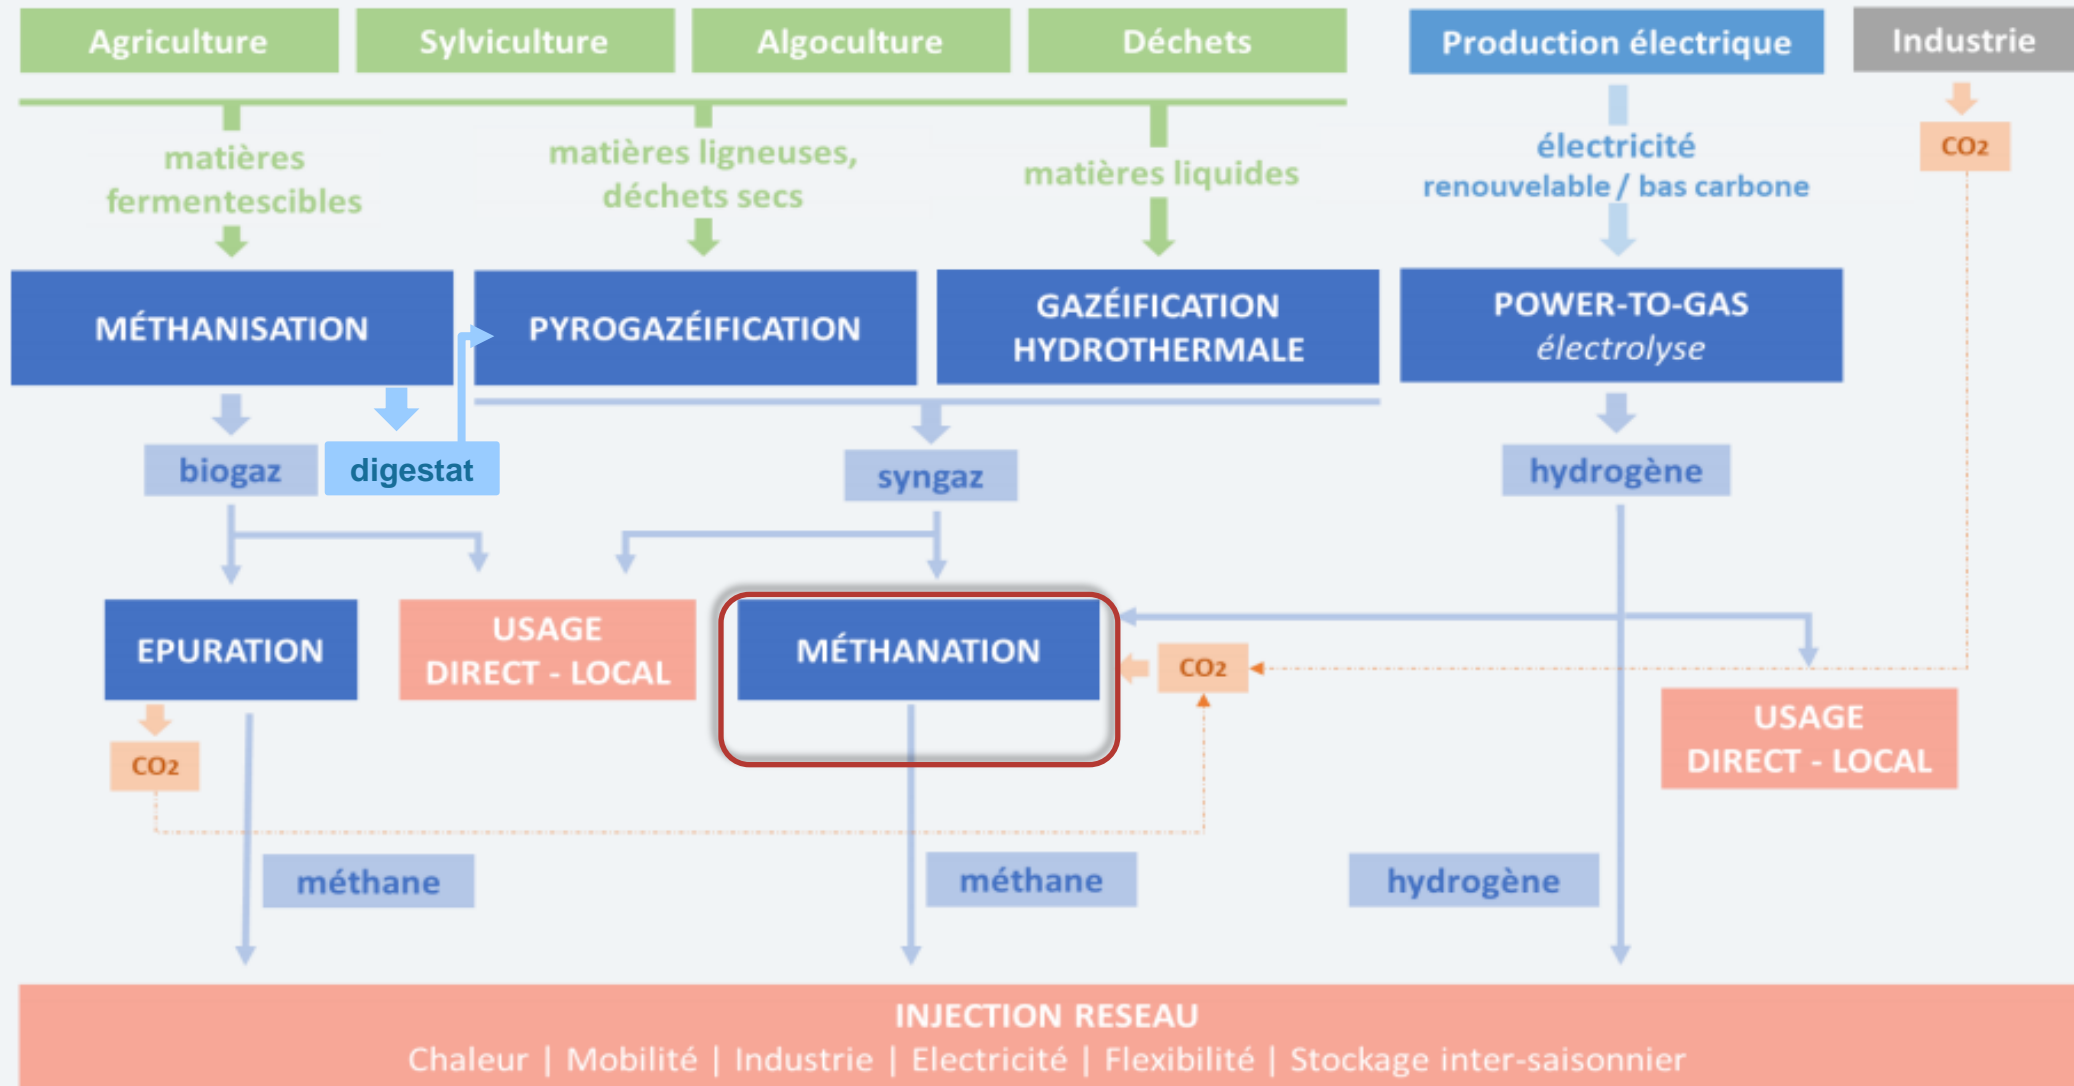 Agriculture
Sylviculture
Algoculture
Déchets
Production électrique
Industrie
matières
fermentescibles
matières ligneuses,
déchets secs
matières liquides
électricité
renouvelable / bas carbone
CO2
MÉTHANISATION
PYROGAZÉIFICATION
GAZÉIFICATION
HYDROTHERMALE
POWER-TO-GAS
électrolyse
biogaz
digestat
syngaz
hydrogène
EPURATION
USAGE
DIRECT - LOCAL
MÉTHANATION
CO2
USAGE
DIRECT - LOCAL
CO2
méthane
méthane
hydrogène
INJECTION RESEAU
Chaleur | Mobilité | Industrie | Electricité | Flexibilité | Stockage inter-saisonnier